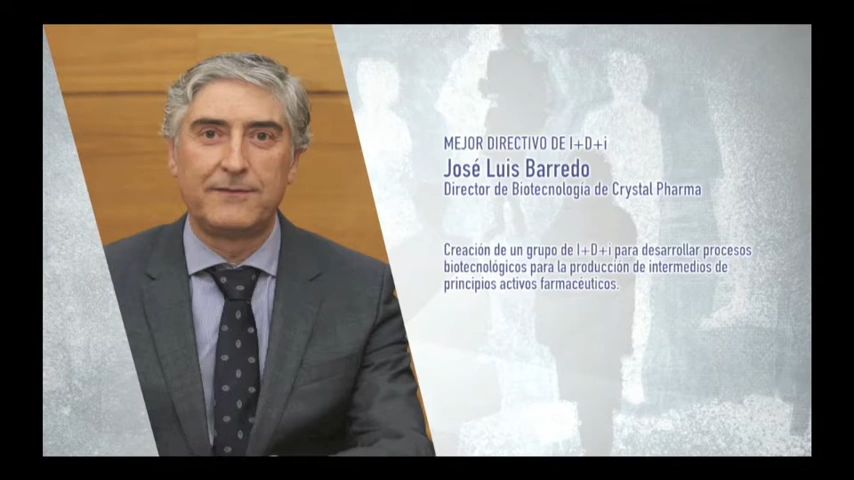 MEJOR DIRECTIVO DE I+D+i
José Luis Barredo
Director de Biotecnología de Crystal Pharma
Creación de un grupo de I+D+i para desarrollar procesos
biotecnológicos para la producción de intermedios de
principios activos farmacéuticos.